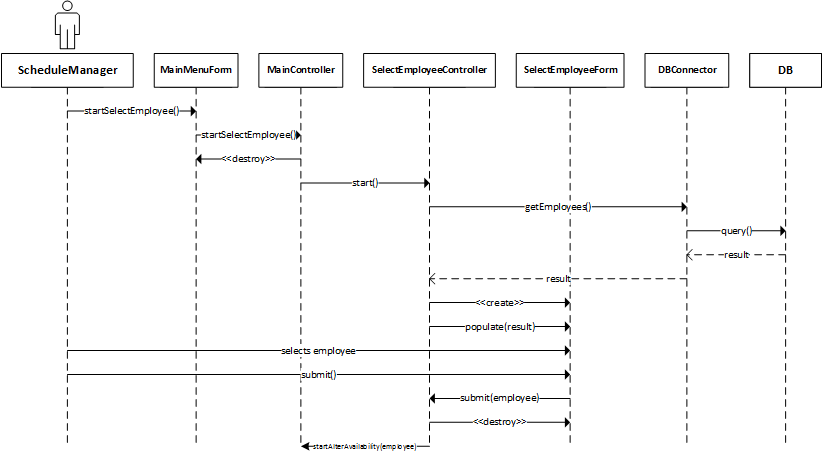 ScheduleManager
MainMenuForm
MainController
SelectEmployeeController
SelectEmployeeForm
DBConnector
DB
startSelectEmployee()
startSelectEmployee()
<<destroy>>
start()
getEmployees()
query()
result
result
<<create>>
populate(result)
selects employee
submit()
submit(employee)
<<destroy>>
startAlterAvailability(employee)